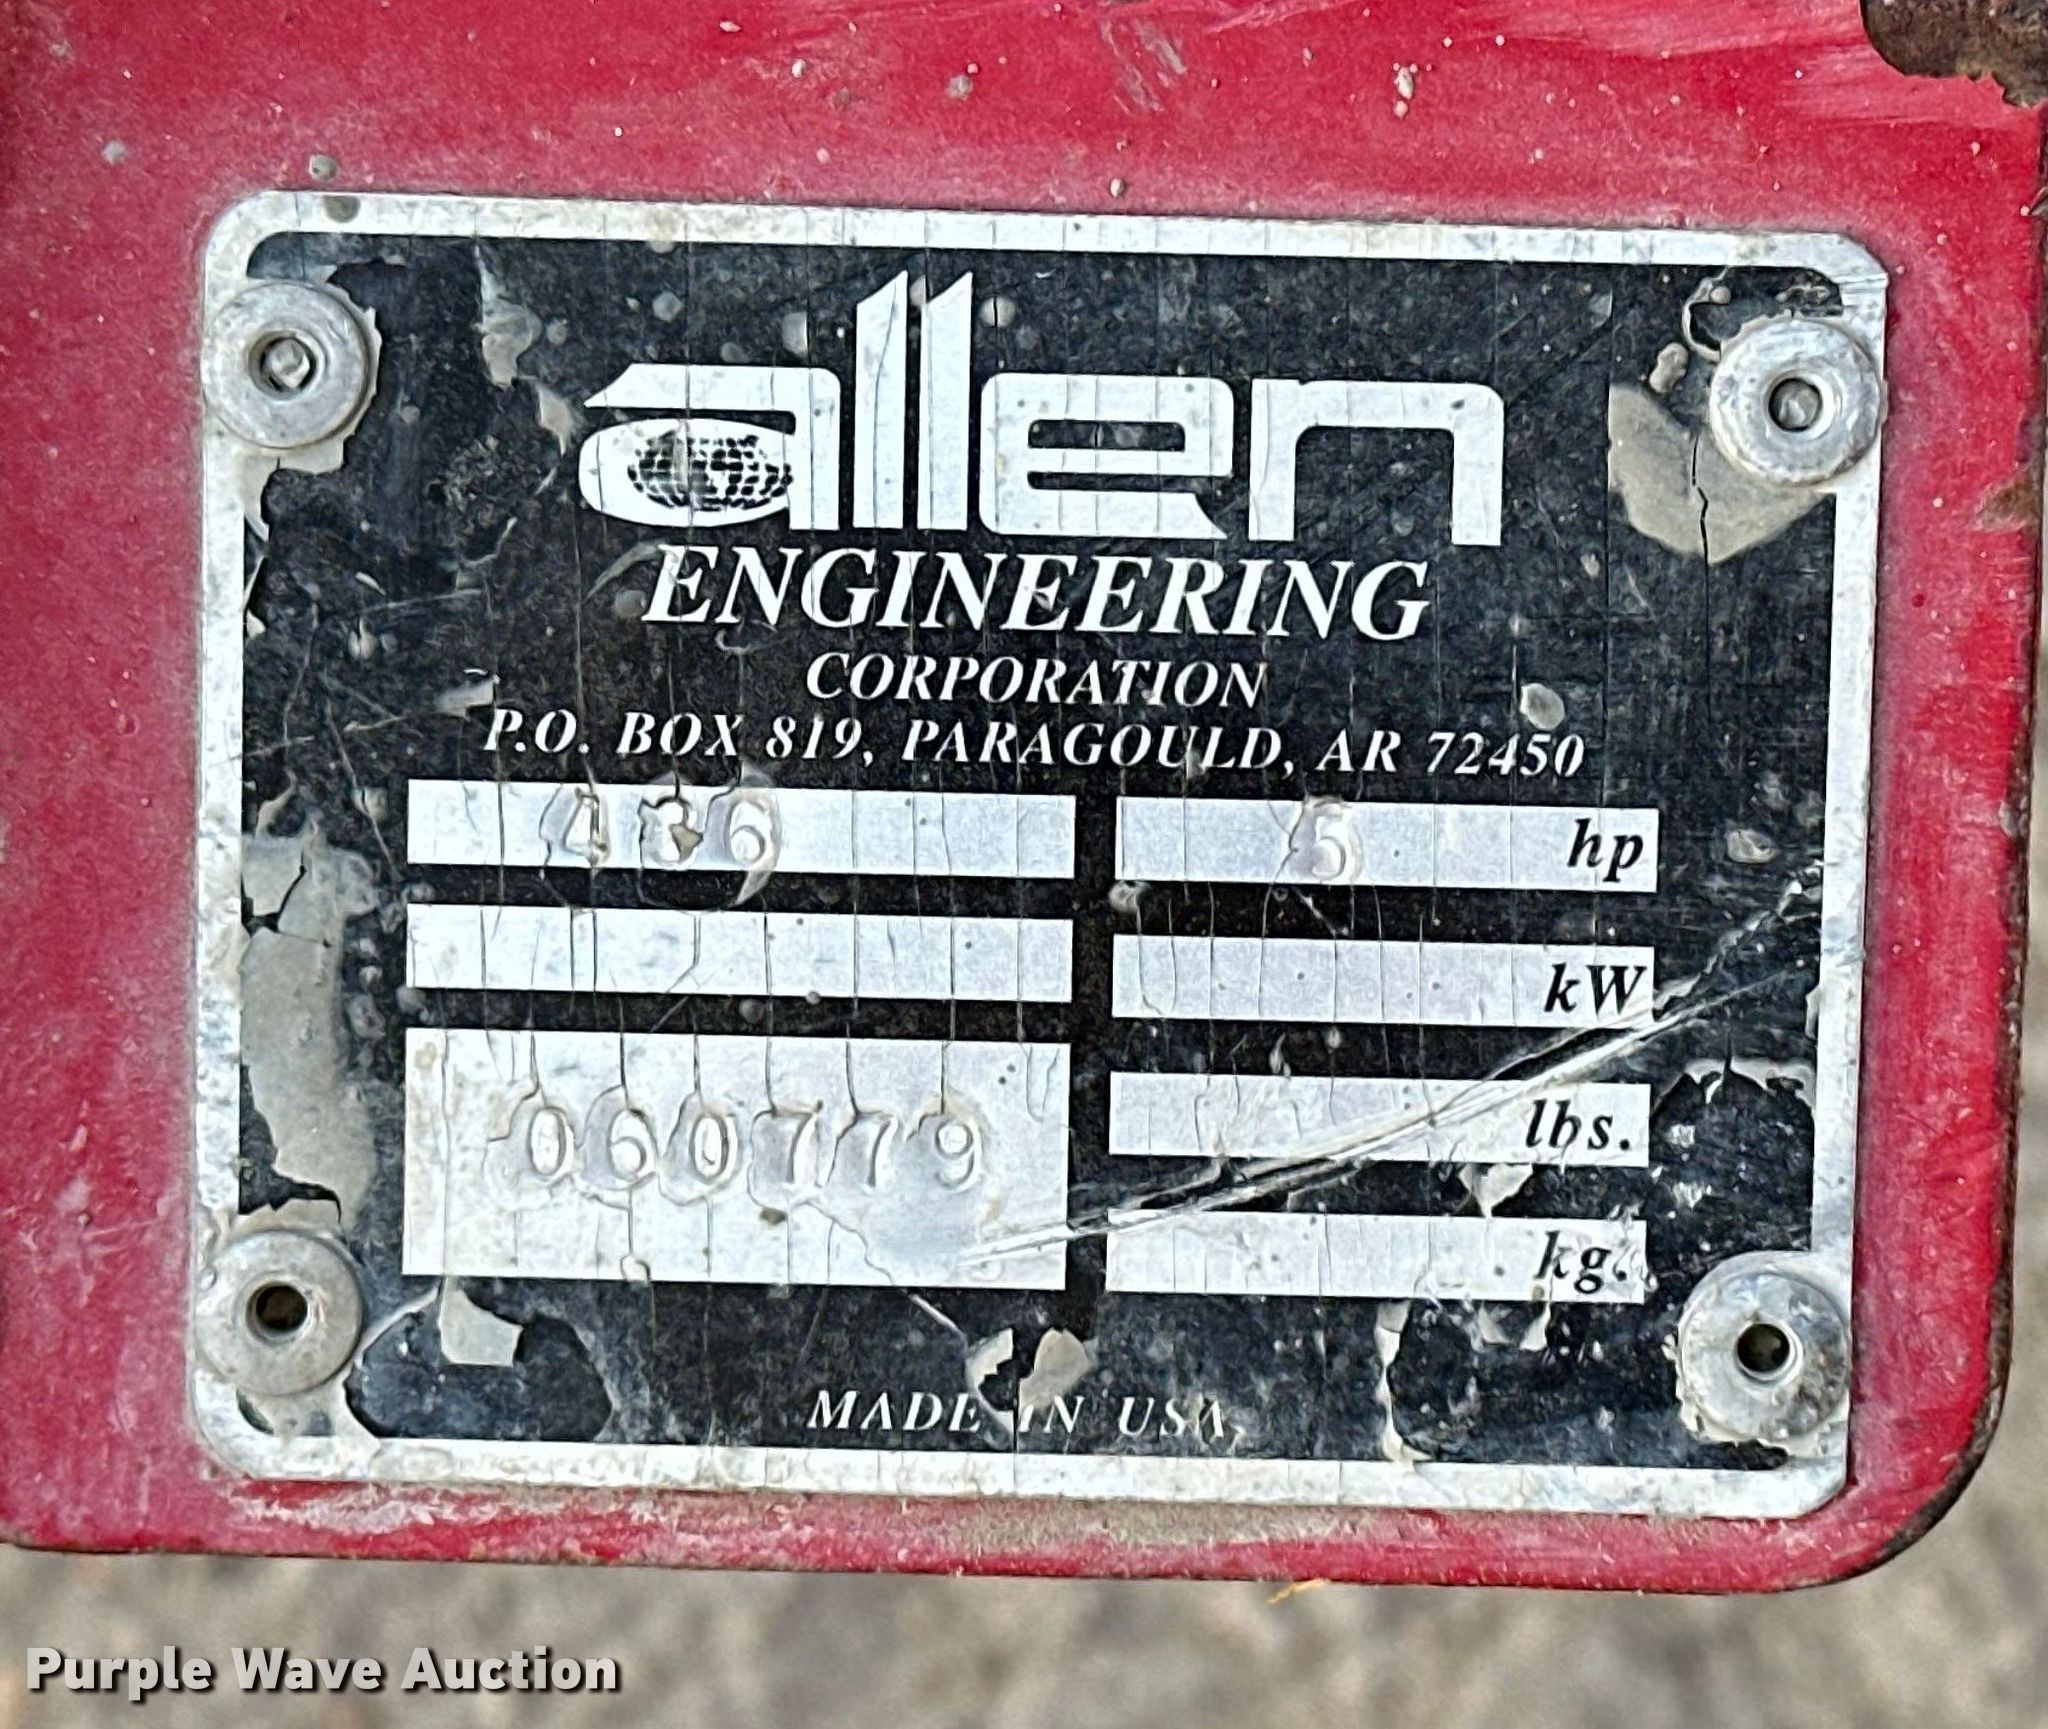 allen
ENGINEERING
CORPORATION
P.O. BOX 819, PARAGOULD, AR 72450
436 5 hp
kW
060779 lbs.
kg.
MADE IN USA
Purple Wave Auction